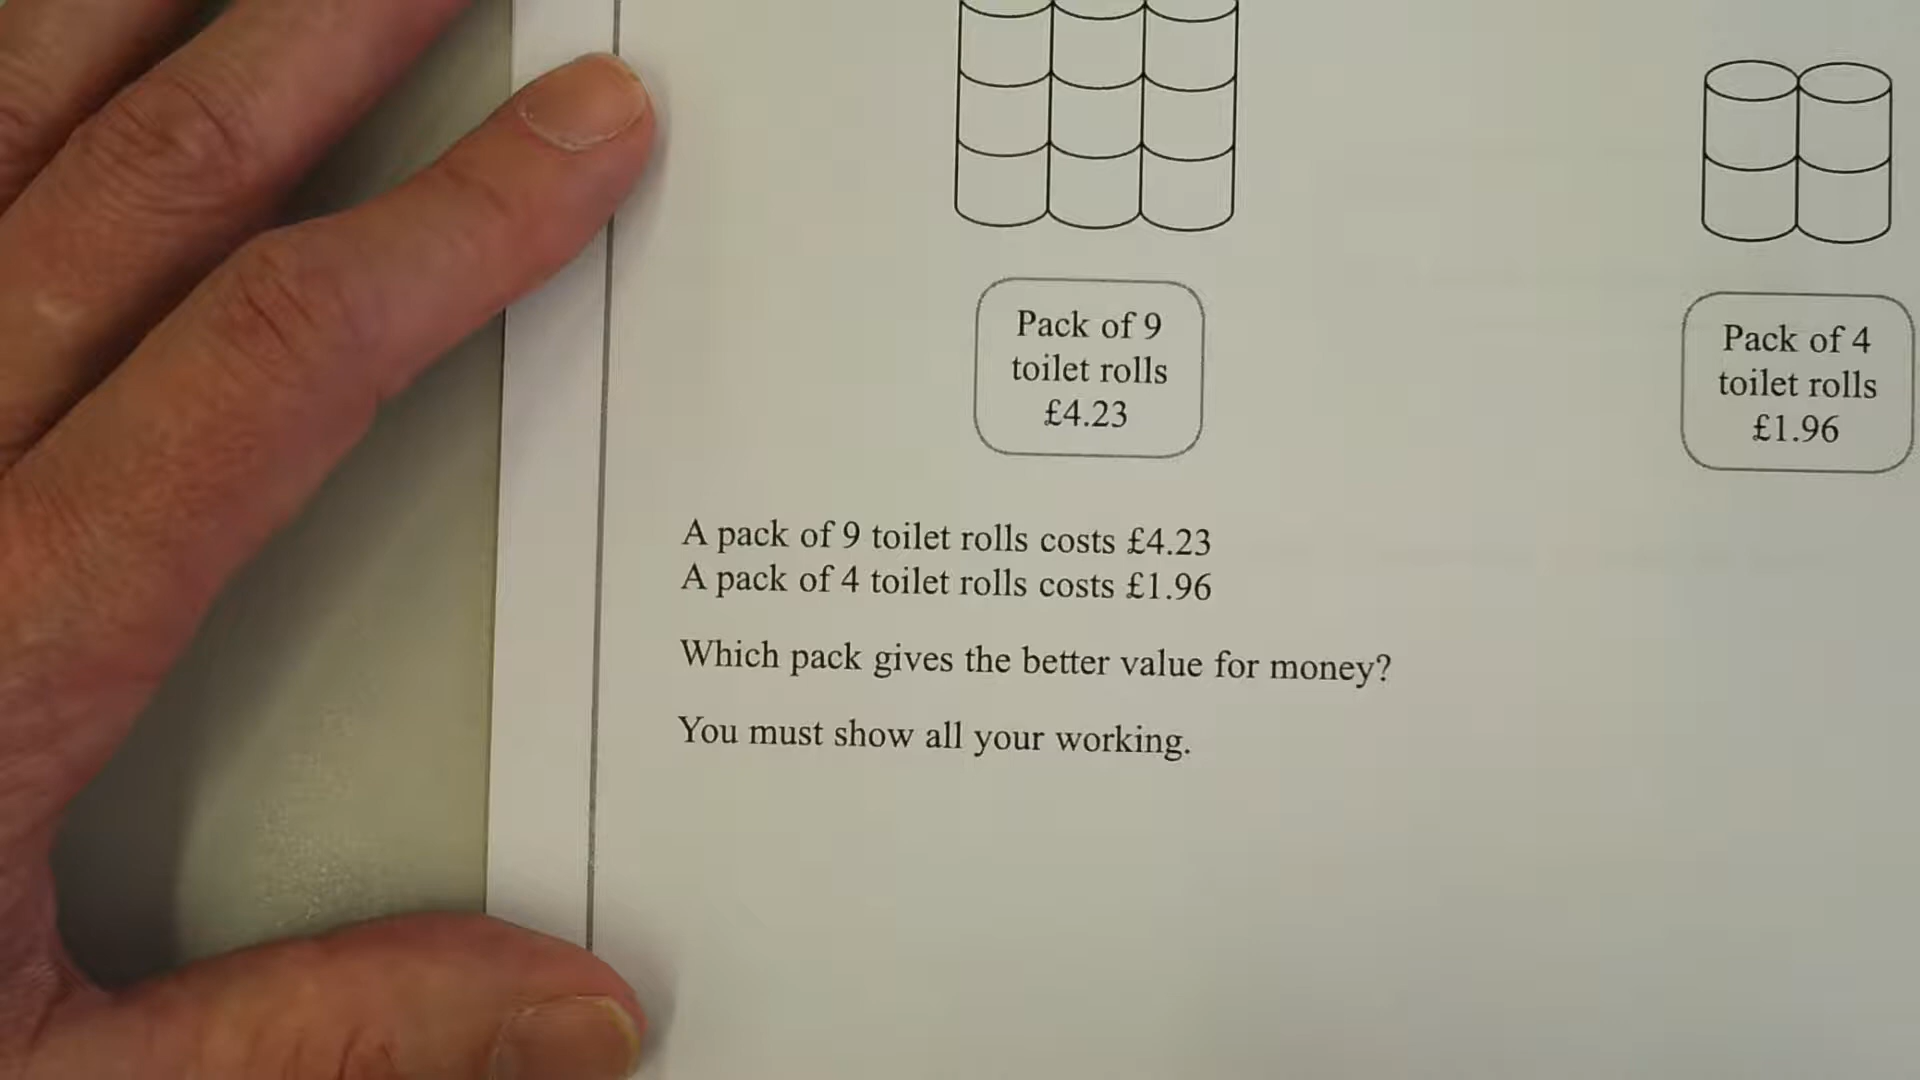 Pack of 9
toilet rolls
£4.23
Pack of 4
toilet rolls
£1.96
A pack of 9 toilet rolls costs £4.23
A pack of 4 toilet rolls costs £1.96
Which pack gives the better value for money?
You must show all your working.